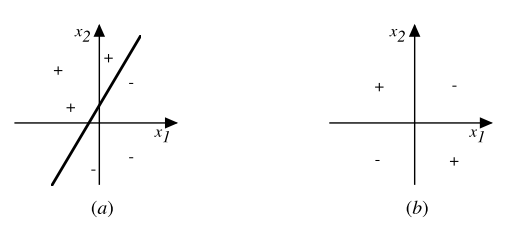 x2 x2
+ + - + -
+
x1 x1
- - - +
(a) (b)